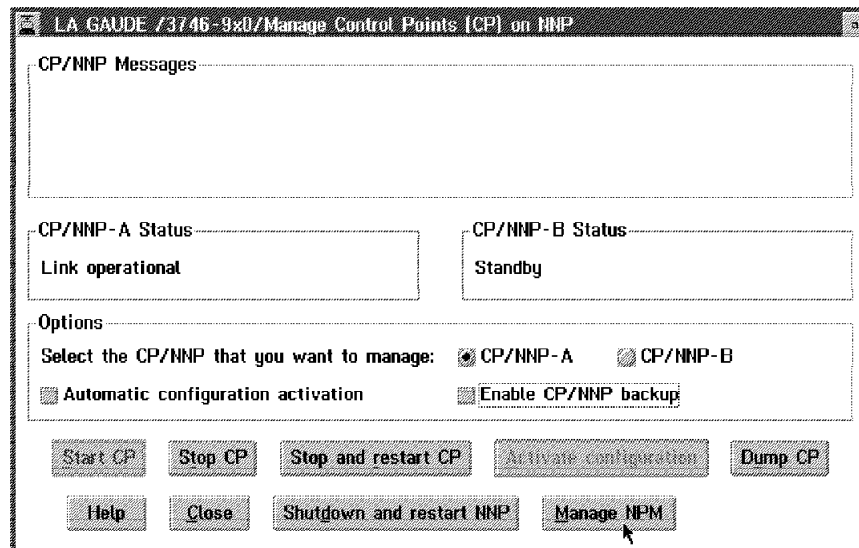 LA GAUDE /3746-9x0/Manage Control Points (CP) on NNP
CP/NNP Messages
CP/NNP-A Status
CP/NNP-B Status
Link operational
Standby
Options
Select the CP/NNP that you want to manage: CP/NNP-A CP/NNP-B
Automatic configuration activation Enable CP/NNP backup
Start CP Stop CP Stop and restart CP Activate configuration Dump CP
Help Close Shutdown and restart NNP Manage NPM